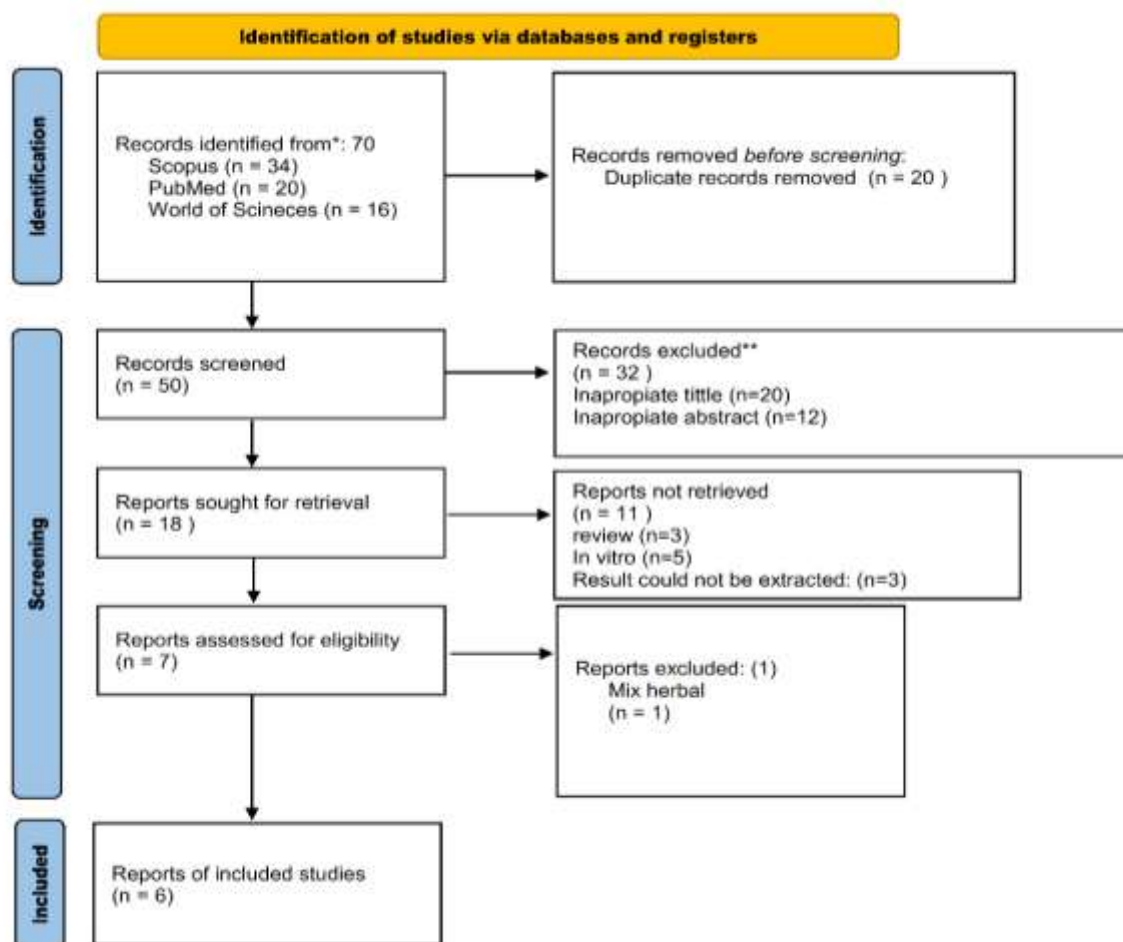 Identification of studies via databases and registers
Identification
Records identified from*: 70
Scopus (n = 34)
PubMed (n = 20)
World of Scineces (n = 16)
Records removed before screening:
Duplicate records removed (n = 20 )
Screening
Records screened
(n = 50)
Records excluded**
(n = 32 )
Inapropiate tittle (n=20)
Inapropiate abstract (n=12)
Reports sought for retrieval
(n = 18 )
Reports not retrieved
(n = 11 )
review (n=3)
In vitro (n=5)
Result could not be extracted: (n=3)
Reports assessed for eligibility
(n = 7)
Reports excluded: (1)
Mix herbal
(n = 1)
Included
Reports of included studies
(n = 6)